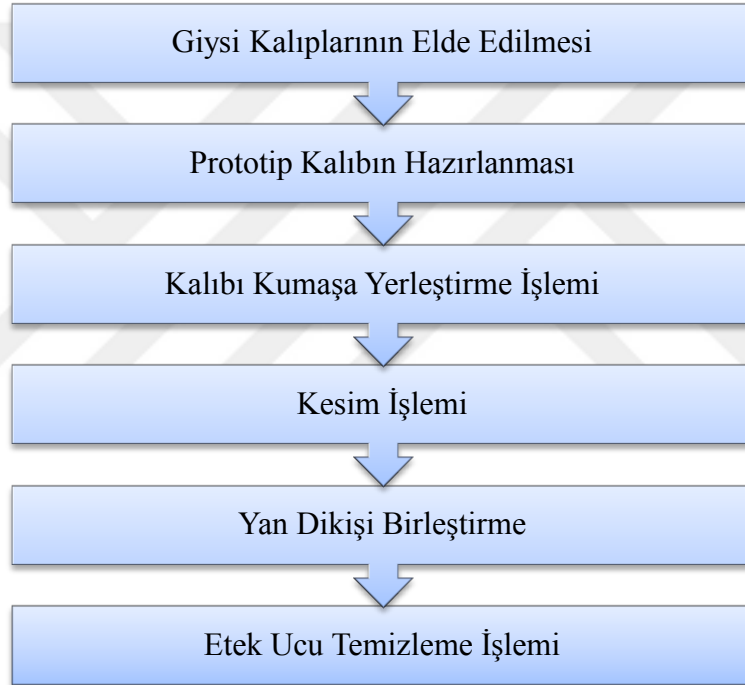 Giysi Kalıplarının Elde Edilmesi
Prototip Kalıbın Hazırlanması
Kalıbı Kumaşa Yerleştirme İşlemi
Kesim İşlemi
Yan Dikişi Birleştirme
Etek Ucu Temizleme İşlemi